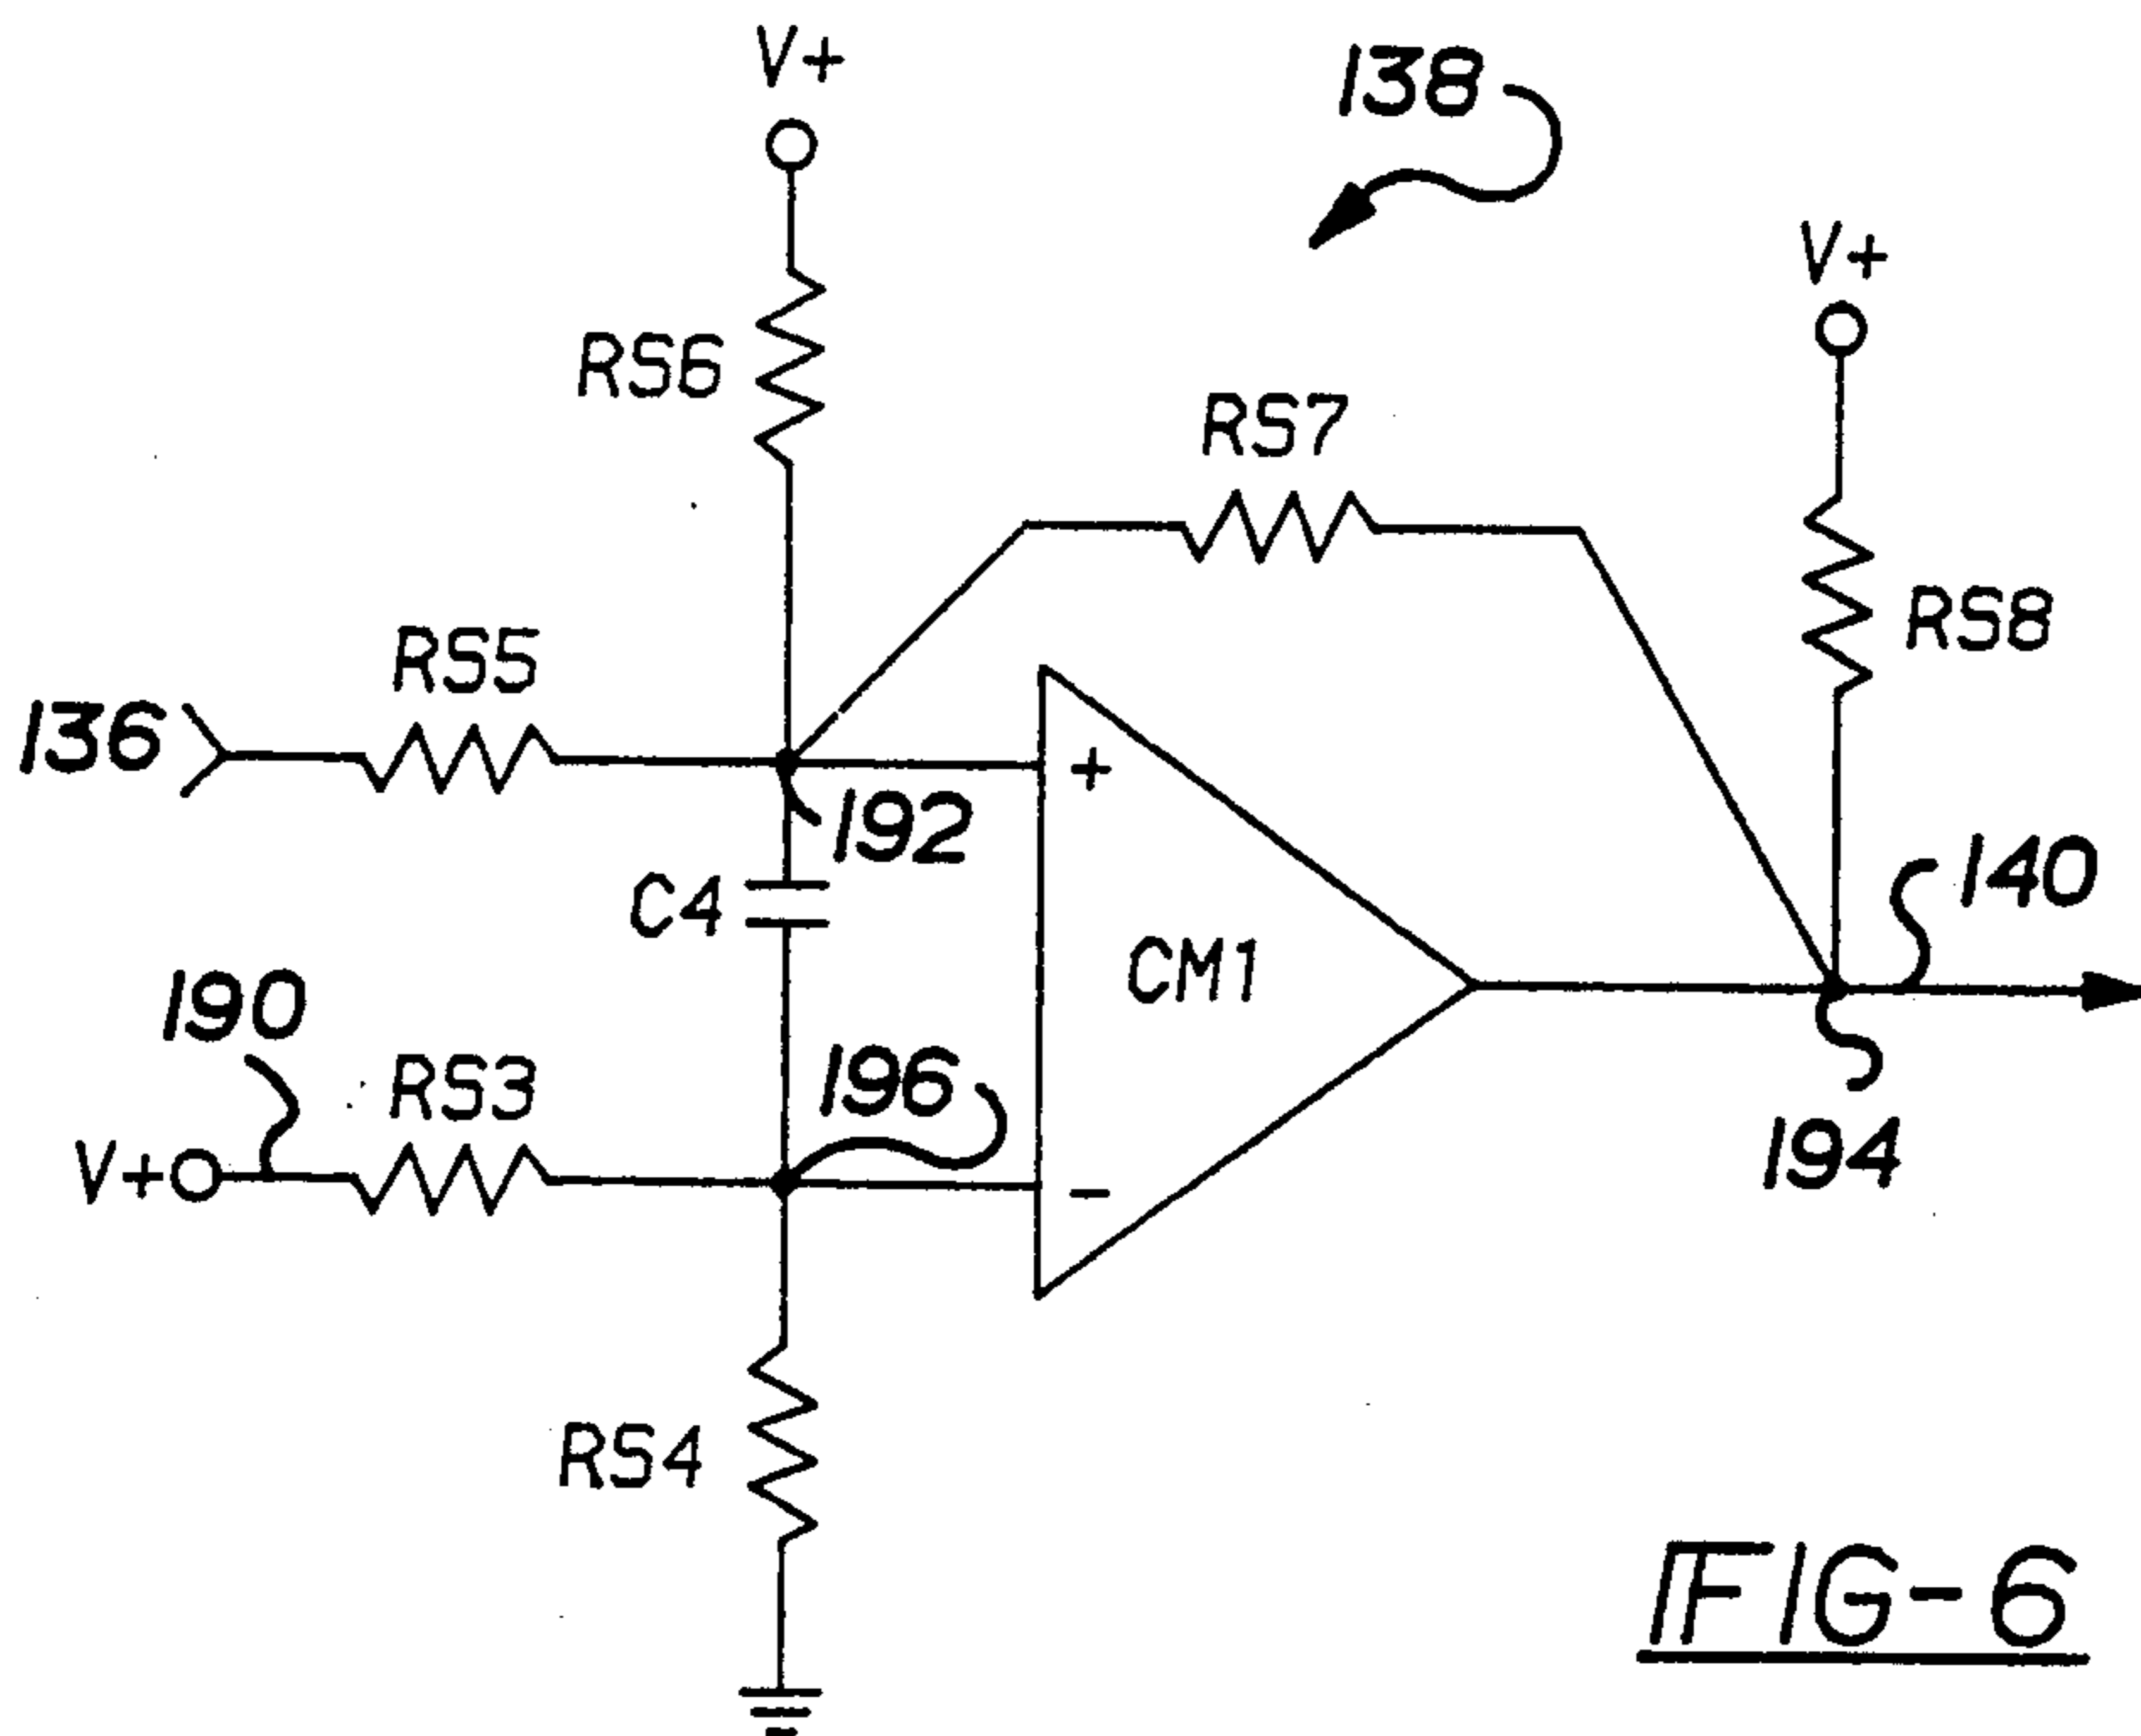 V+
138
V+
RS6
RS7
RS8
RS5
136
+
192
140
C4
CM1
190
RS3
196
V+
-
194
RS4
FIG-6